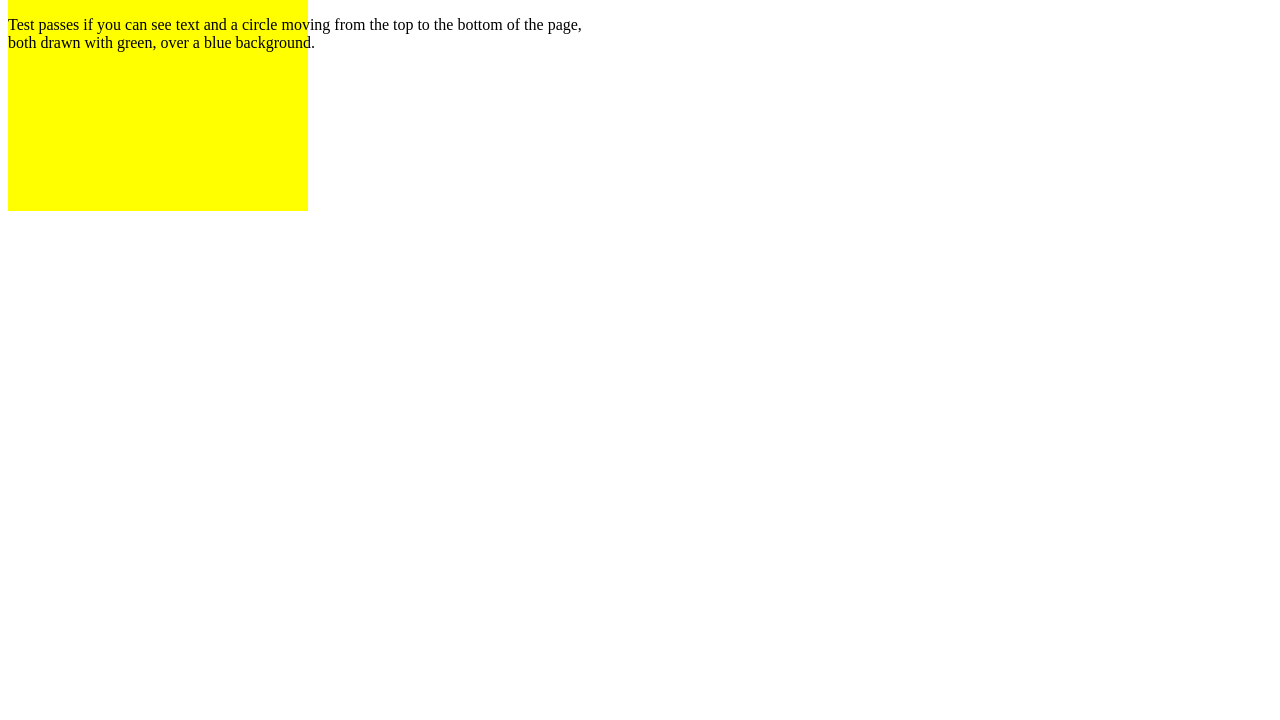 Test passes if you can see text and a circle moving from the top to the bottom of the page,
both drawn with green, over a blue background.